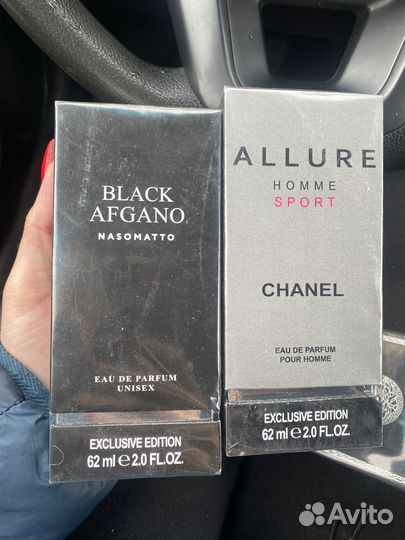 BLACK
AFGANO
NASOMATTO
EAU DE PARFUM
UNISEX
EXCLUSIVE EDITION
62 ml e 2.0 FL.OZ.
ALLURE
HOMME
SPORT
CHANEL
EAU DE PARFUM
POUR HOMME
EXCLUSIVE EDITION
62 ml e 2.0 FL.OZ.
Avito